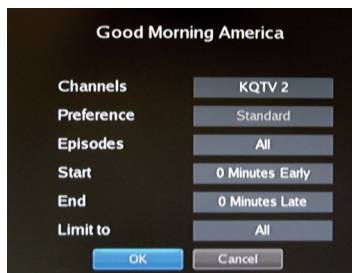 Good Morning America
Channels KQTV 2
Preference Standard
Episodes All
Start 0 Minutes Early
End 0 Minutes Late
Limit to All
OK Cancel